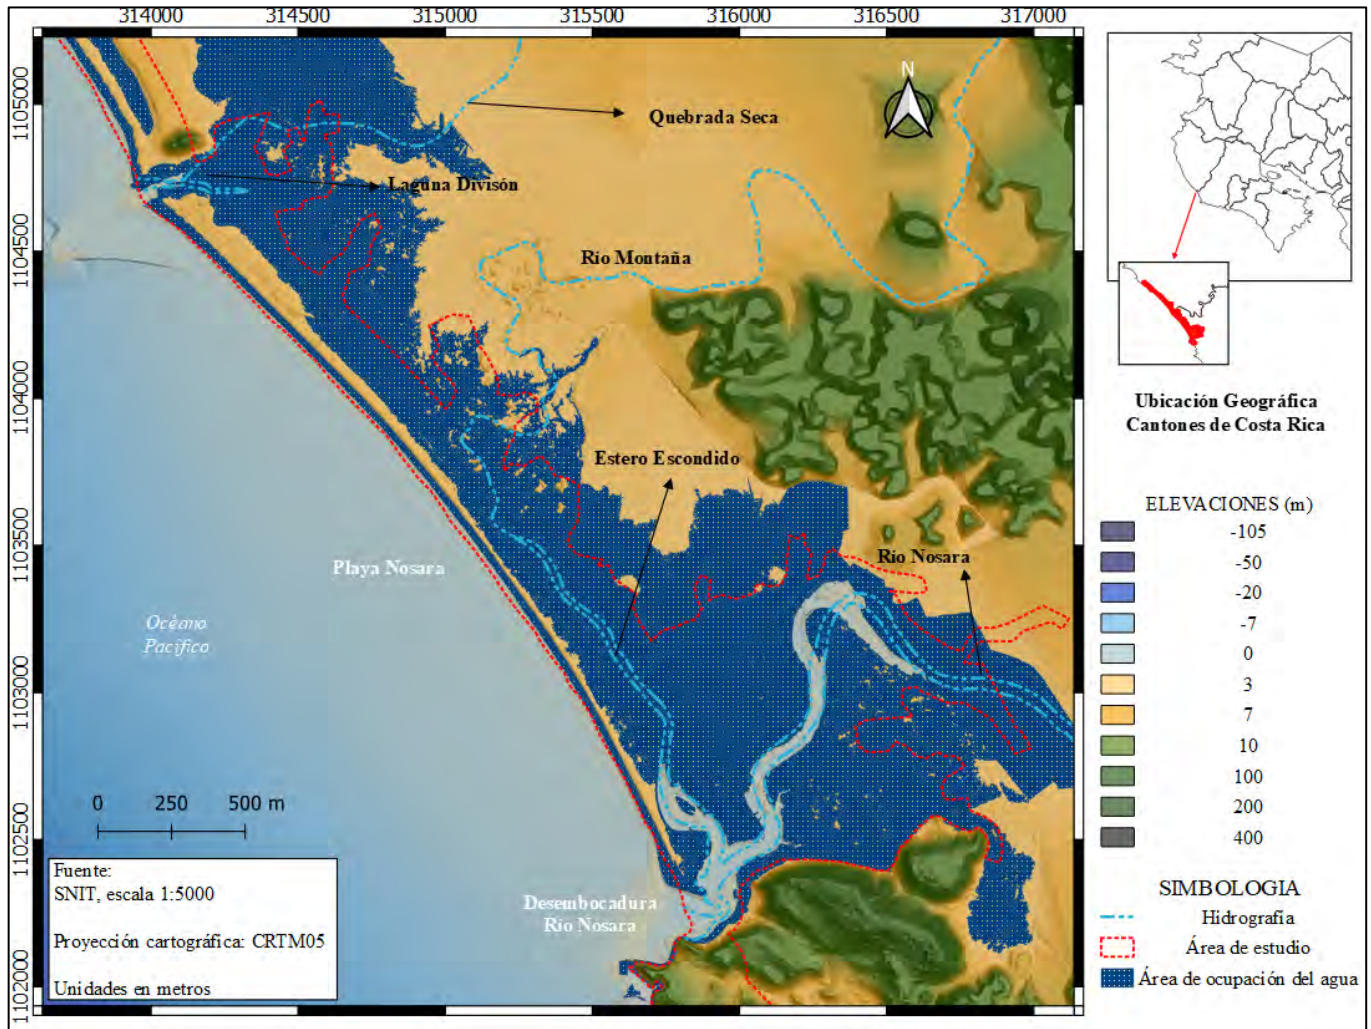 314000
314500
315000
315500
316000
316500
317000
1105000
1104500
1104000
1103500
1103000
1102500
1102000
N
Quebrada Seca
Laguna Divisón
Río Montaña
Estero Escondido
Río Nosara
Playa Nosara
Océano
Pacífico
0 250 500 m
Desembocadura
Río Nosara
Fuente:
SNIT, escala 1:5000
Proyección cartográfica: CRTM05
Unidades en metros
Ubicación Geográfica
Cantones de Costa Rica
ELEVACIONES (m)
-105
-50
-20
-7
0
3
7
10
100
200
400
SIMBOLOGIA
Hidrografía
Área de estudio
Área de ocupación del agua